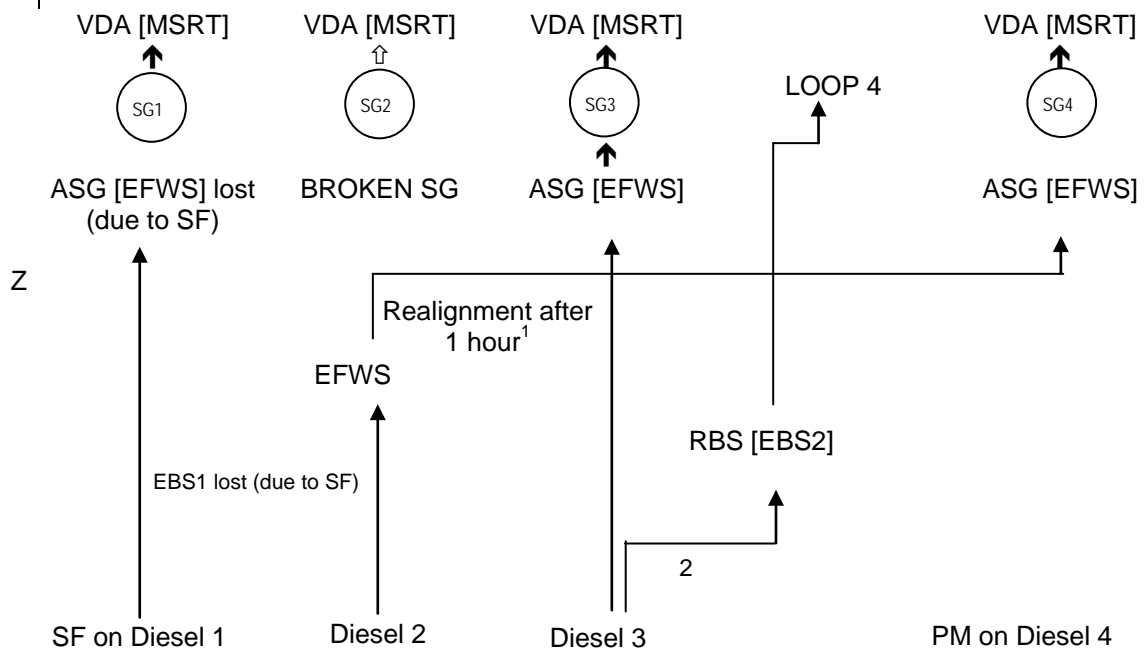 VDA [MSRT] VDA [MSRT] VDA [MSRT] VDA [MSRT]
LOOP 4
SG1 SG2 SG3 SG4
ASG [EFWS] lost
(due to SF)
BROKEN SG
ASG [EFWS]
ASG [EFWS]
Z
Realignment after
1 hour¹
EFWS
RBS [EBS2]
EBS1 lost (due to SF)
2
SF on Diesel 1 Diesel 2 Diesel 3 PM on Diesel 4